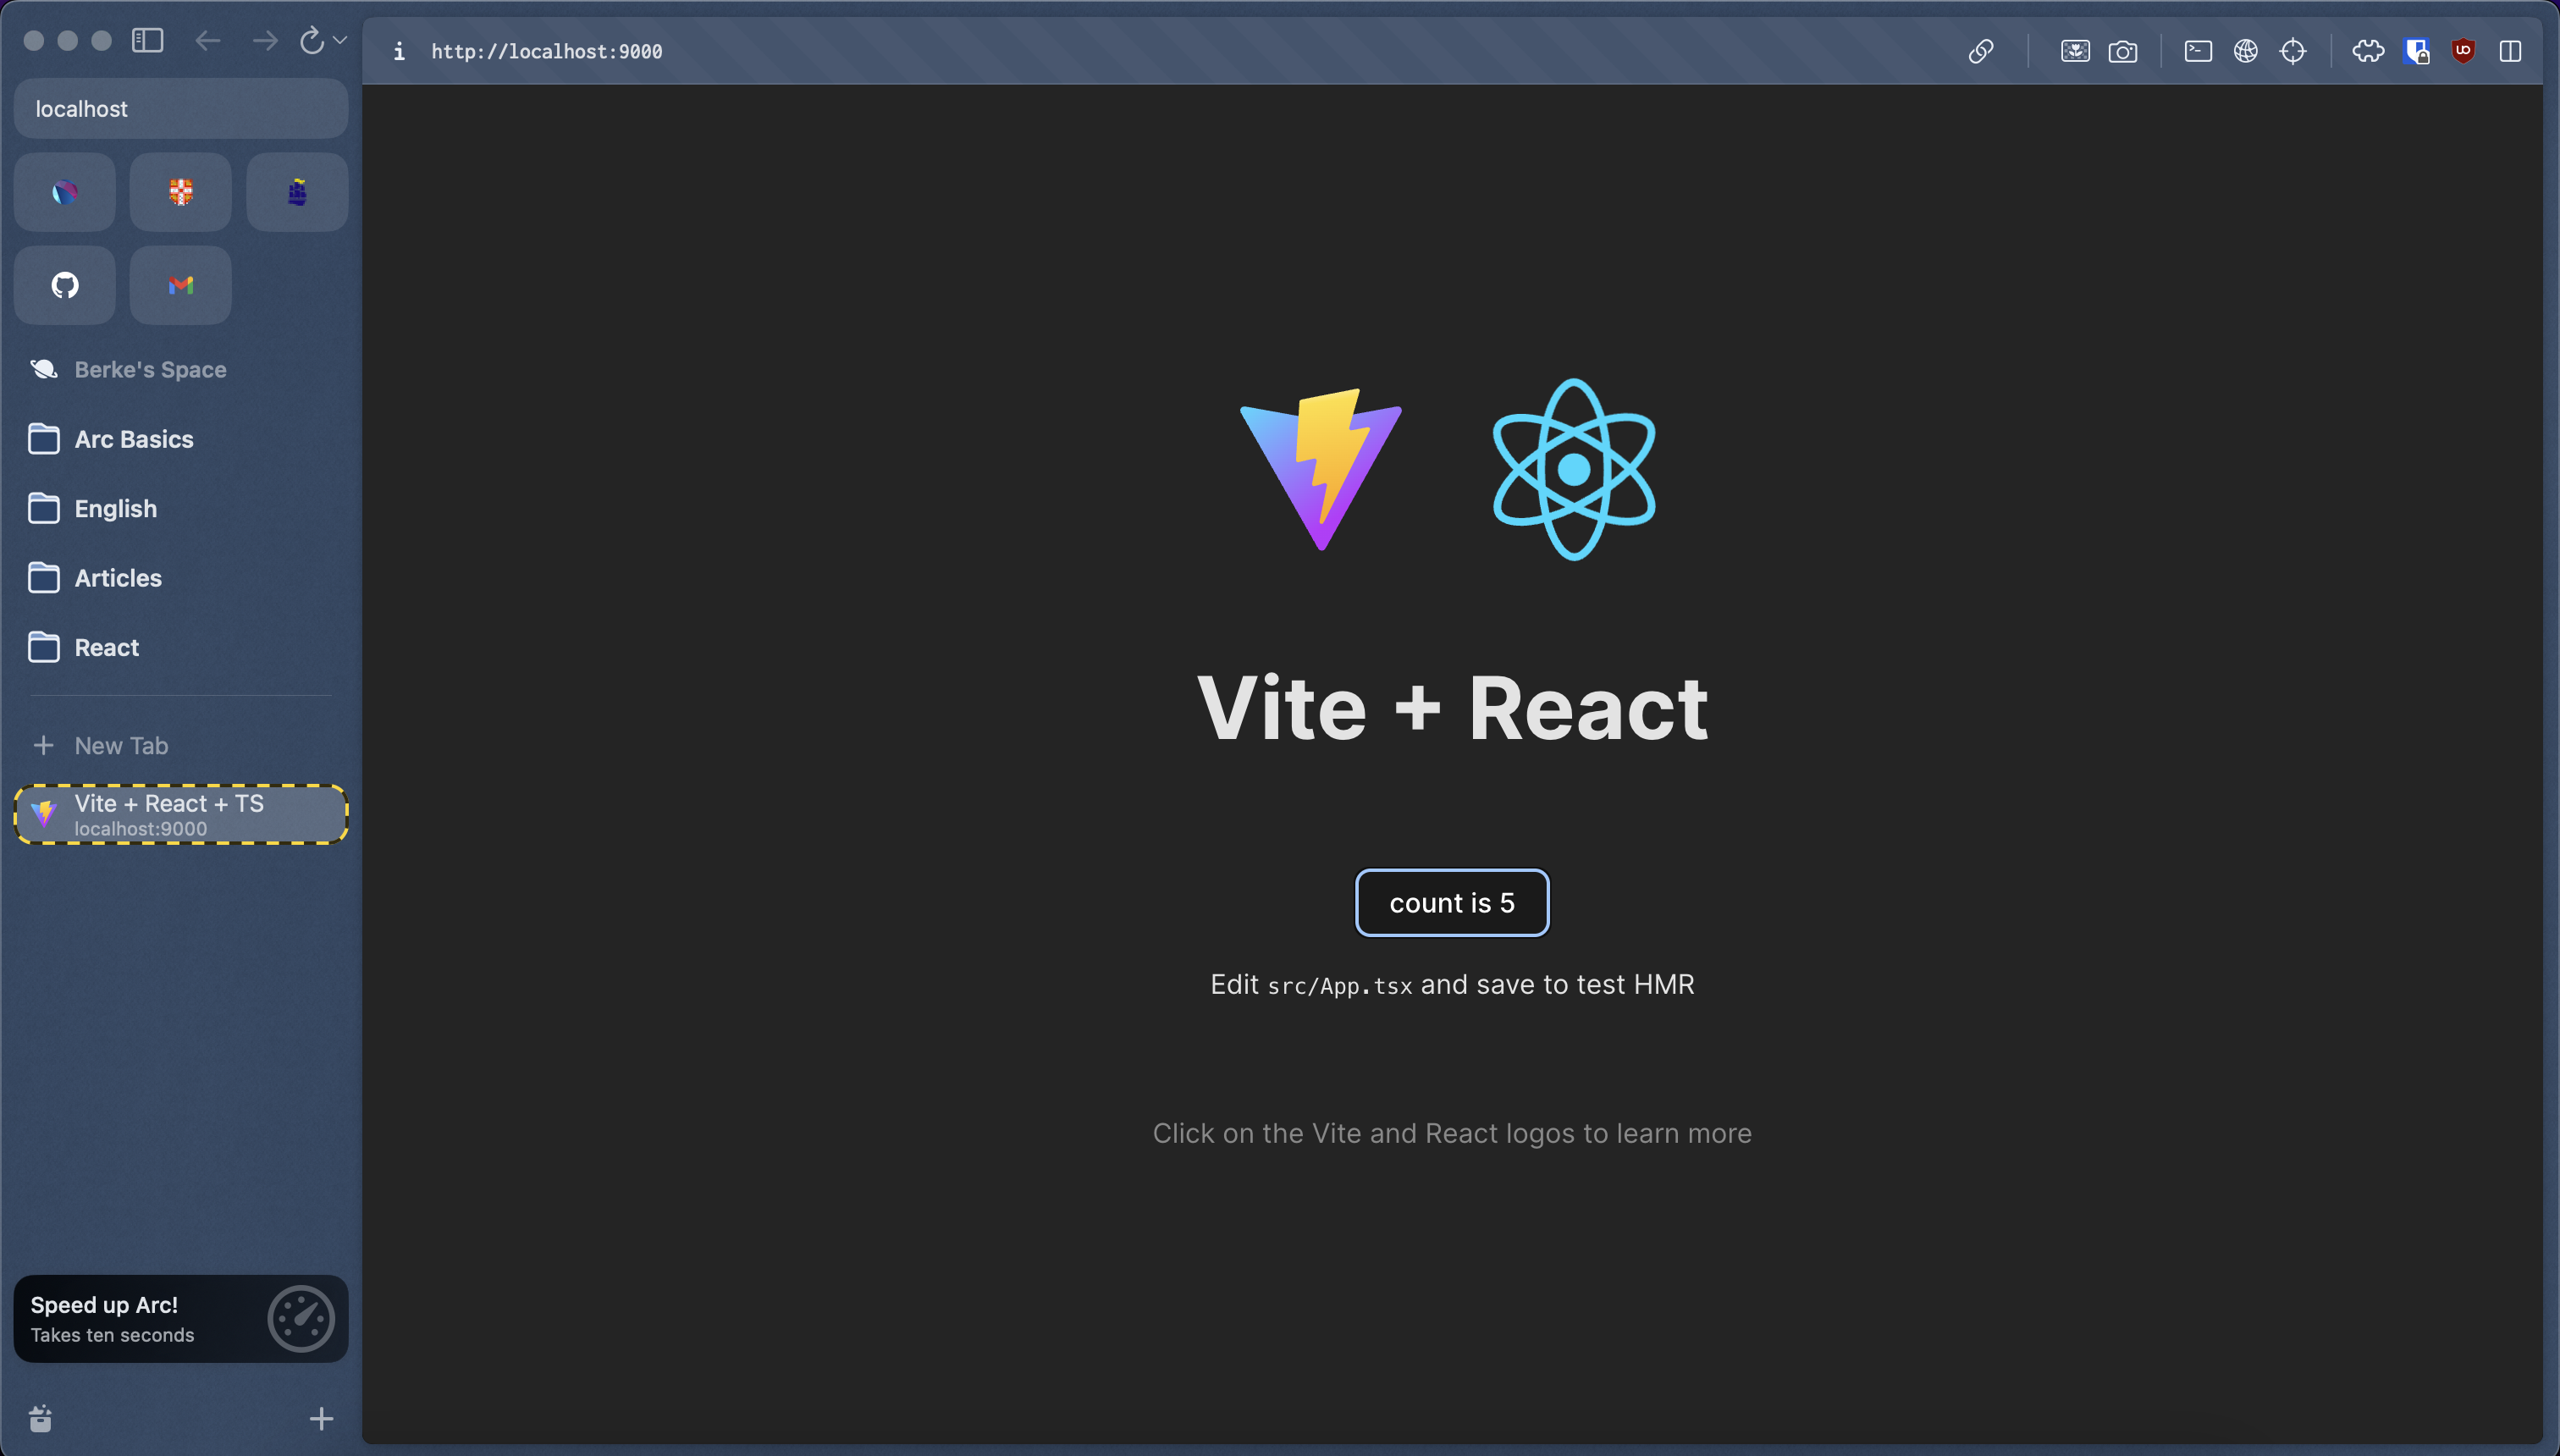 http://localhost:9000
localhost
Berke's Space
Arc Basics
English
Articles
React
New Tab
Vite + React + TS
localhost:9000
Speed up Arc!
Takes ten seconds
Vite + React
count is 5
Edit src/App.tsx and save to test HMR
Click on the Vite and React logos to learn more